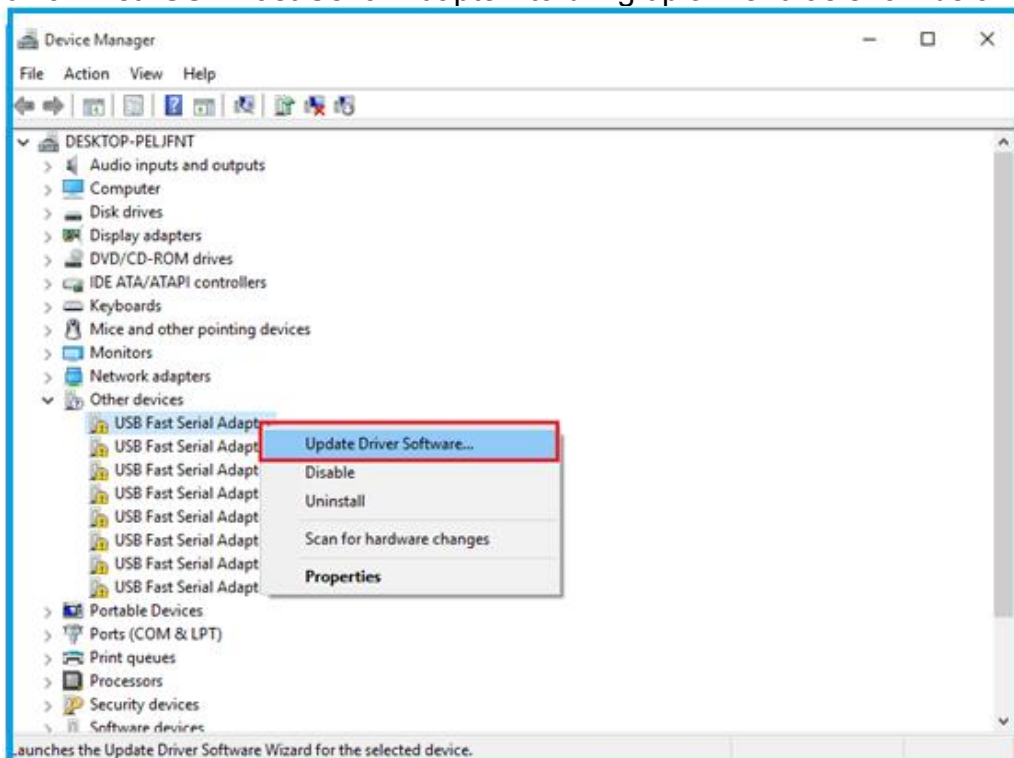 Device Manager
File Action View Help
DESKTOP-PELJFNT
Audio inputs and outputs
Computer
Disk drives
Display adapters
DVD/CD-ROM drives
IDE ATA/ATAPI controllers
Keyboards
Mice and other pointing devices
Monitors
Network adapters
Other devices
USB Fast Serial Adapt
USB Fast Serial Adapt Update Driver Software...
USB Fast Serial Adapt Disable
USB Fast Serial Adapt Uninstall
USB Fast Serial Adapt
USB Fast Serial Adapt Scan for hardware changes
USB Fast Serial Adapt Properties
USB Fast Serial Adapt
Portable Devices
Ports (COM & LPT)
Print queues
Processors
Security devices
Software devices
Launches the Update Driver Software Wizard for the selected device.